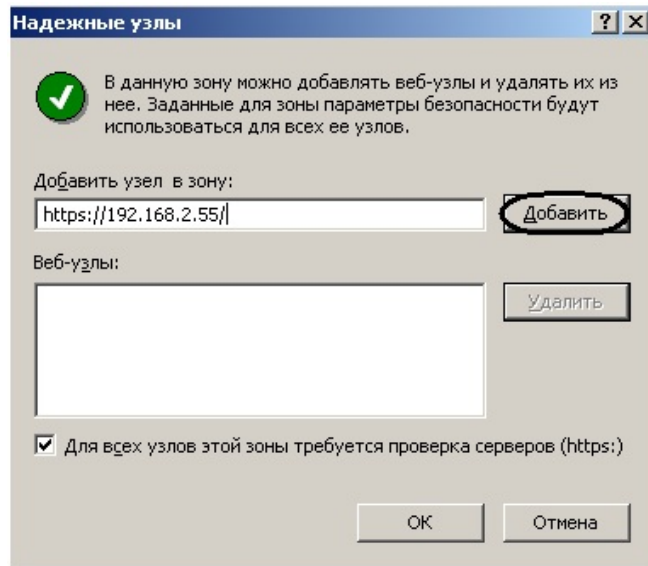 Надежные узлы
В данную зону можно добавлять веб-узлы и удалять их из
нее. Заданные для зоны параметры безопасности будут
использоваться для всех ее узлов.
Добавить узел в зону:
https://192.168.2.55/
Добавить
Веб-узлы:
Удалить
Для всех узлов этой зоны требуется проверка серверов (https:)
ОК
Отмена